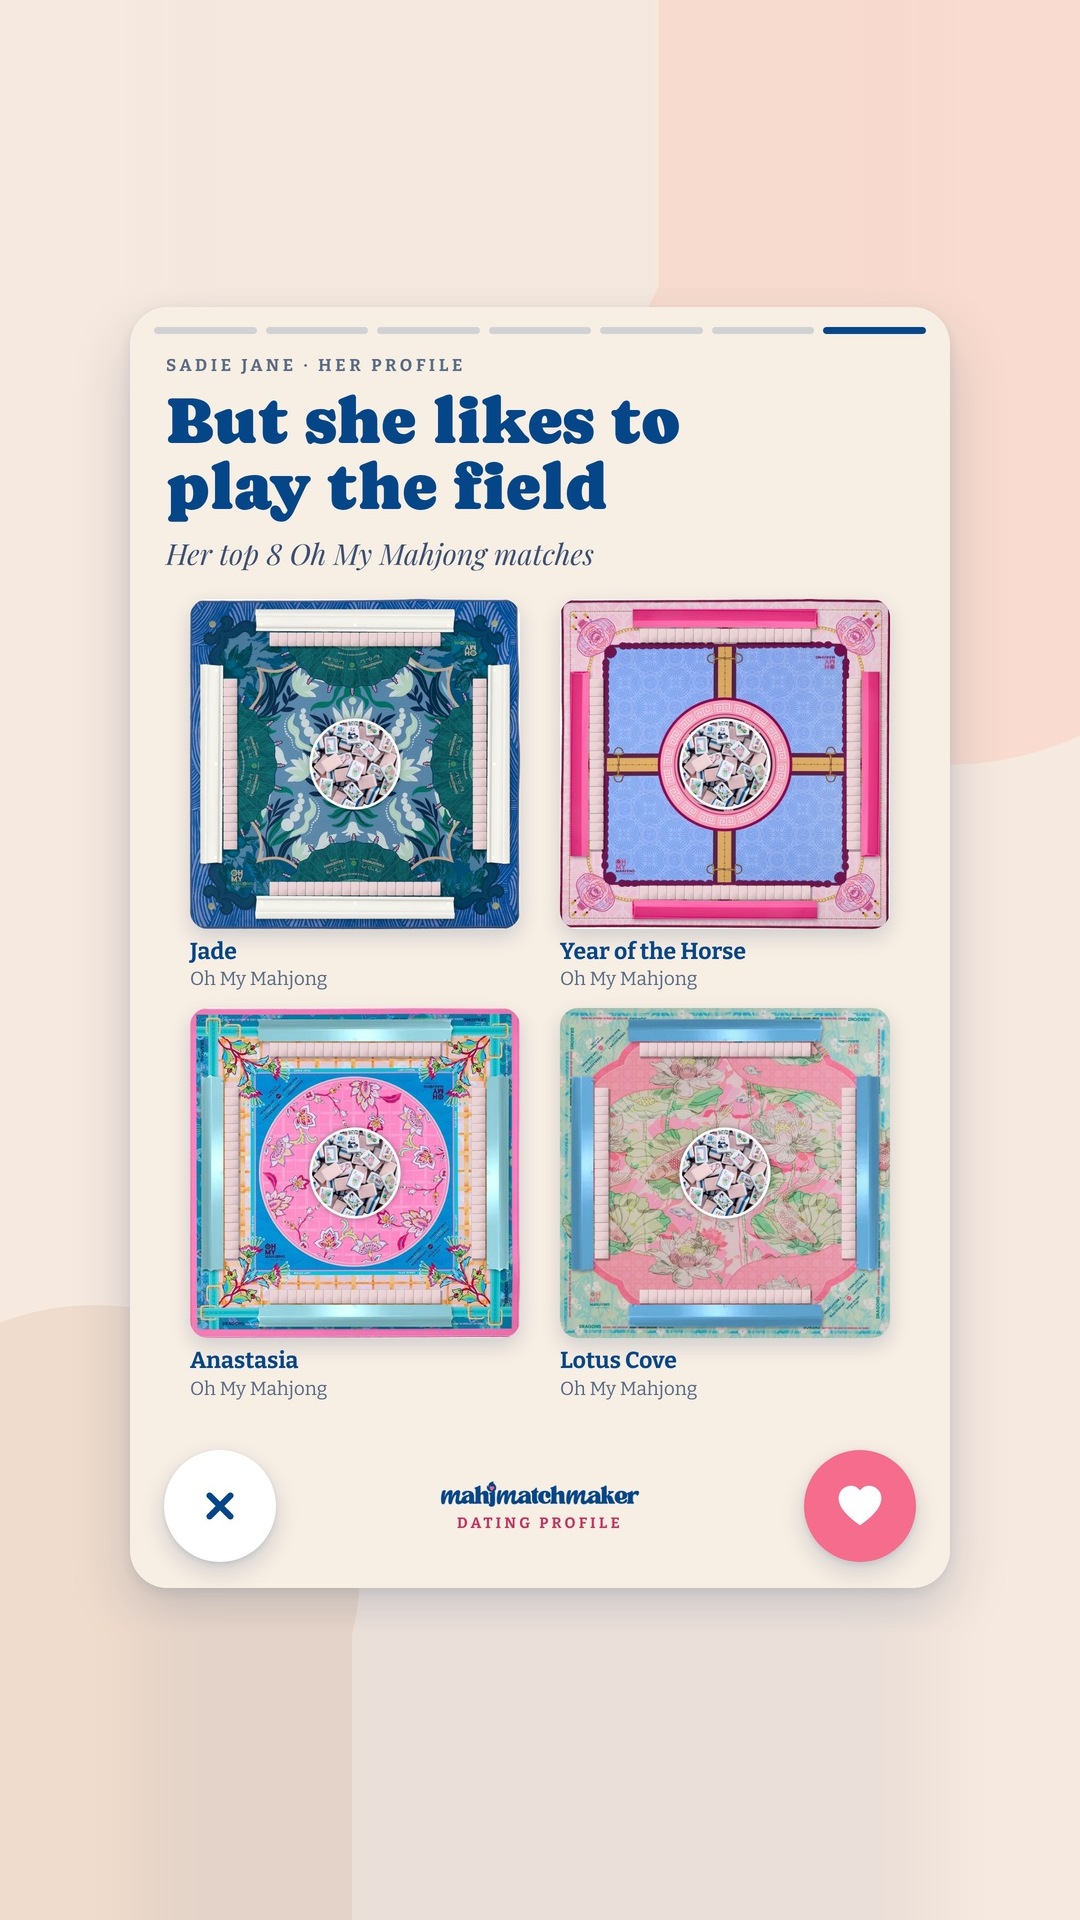 SADIE JANE · HER PROFILE
But she likes to
play the field
Her top 8 Oh My Mahjong matches
Jade
Oh My Mahjong
Year of the Horse
Oh My Mahjong
Anastasia
Oh My Mahjong
Lotus Cove
Oh My Mahjong
mahjmatchmaker
DATING PROFILE